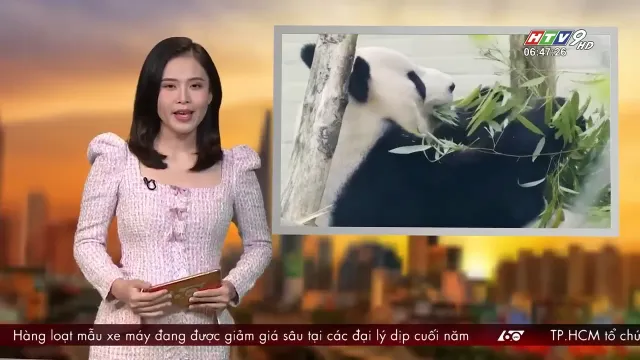 HTV9 HD
06:47:26
Hàng loạt mẫu xe máy đang được giảm giá sâu tại các đại lý dịp cuối năm
TP.HCM tổ